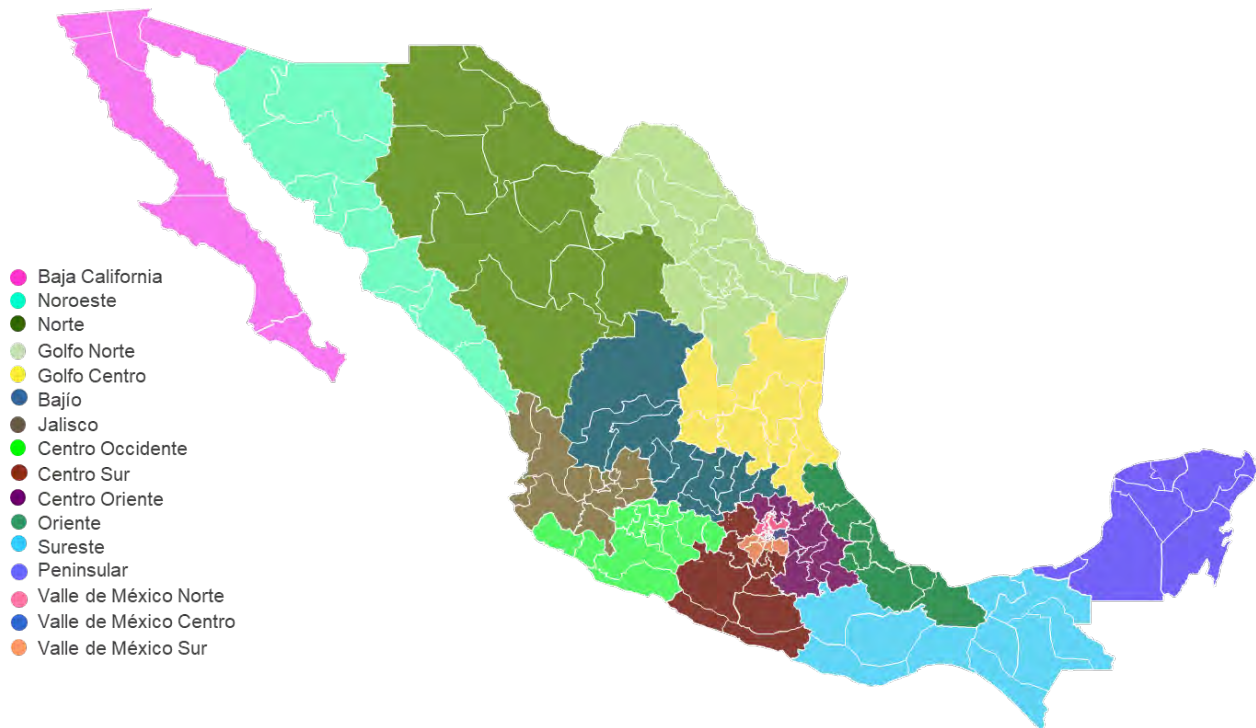 Baja California
Noroeste
Norte
Golfo Norte
Golfo Centro
Bajío
Jalisco
Centro Occidente
Centro Sur
Centro Oriente
Oriente
Sureste
Peninsular
Valle de México Norte
Valle de México Centro
Valle de México Sur